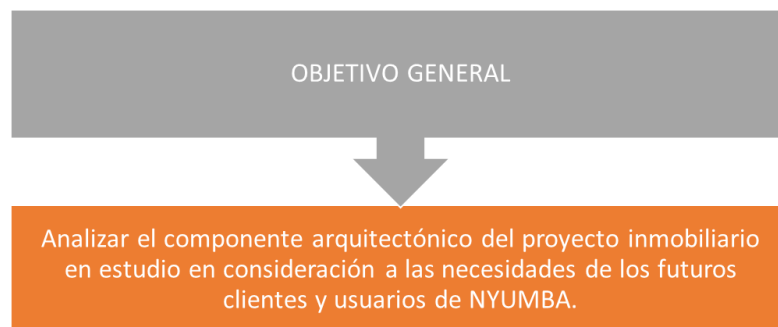 OBJETIVO GENERAL
Analizar el componente arquitectónico del proyecto inmobiliario
en estudio en consideración a las necesidades de los futuros
clientes y usuarios de NYUMBA.